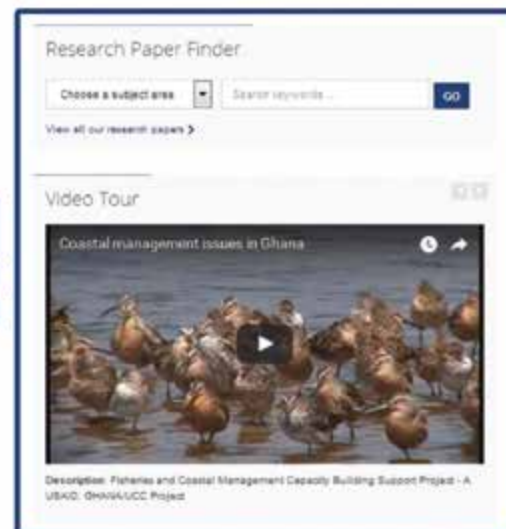 Research Paper Finder
Choose a subject area
Search keywords ...
GO
View all our research papers >
Video Tour
Coastal management issues in Ghana
Description: Fisheries and Coastal Management Capacity Building Support Project - A
USAID: GHANA/UCC Project